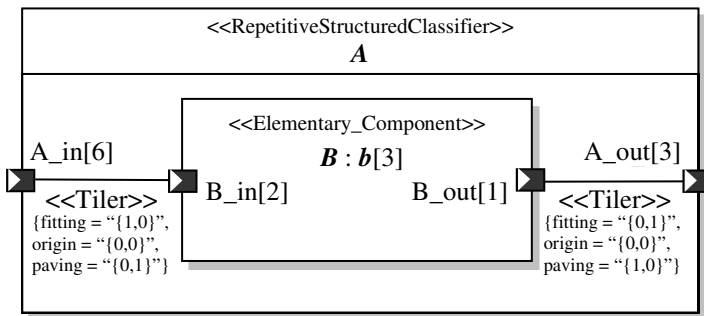 <<RepetitiveStructuredClassifier>>
A
<<Elementary_Component>>
B : b[3]
A_in[6]
B_in[2]
<<Tiler>>
{fitting = “{1,0}”,
origin = “{0,0}”,
paving = “{0,1}”}
B_out[1]
A_out[3]
<<Tiler>>
{fitting = “{0,1}”,
origin = “{0,0}”,
paving = “{1,0}”}